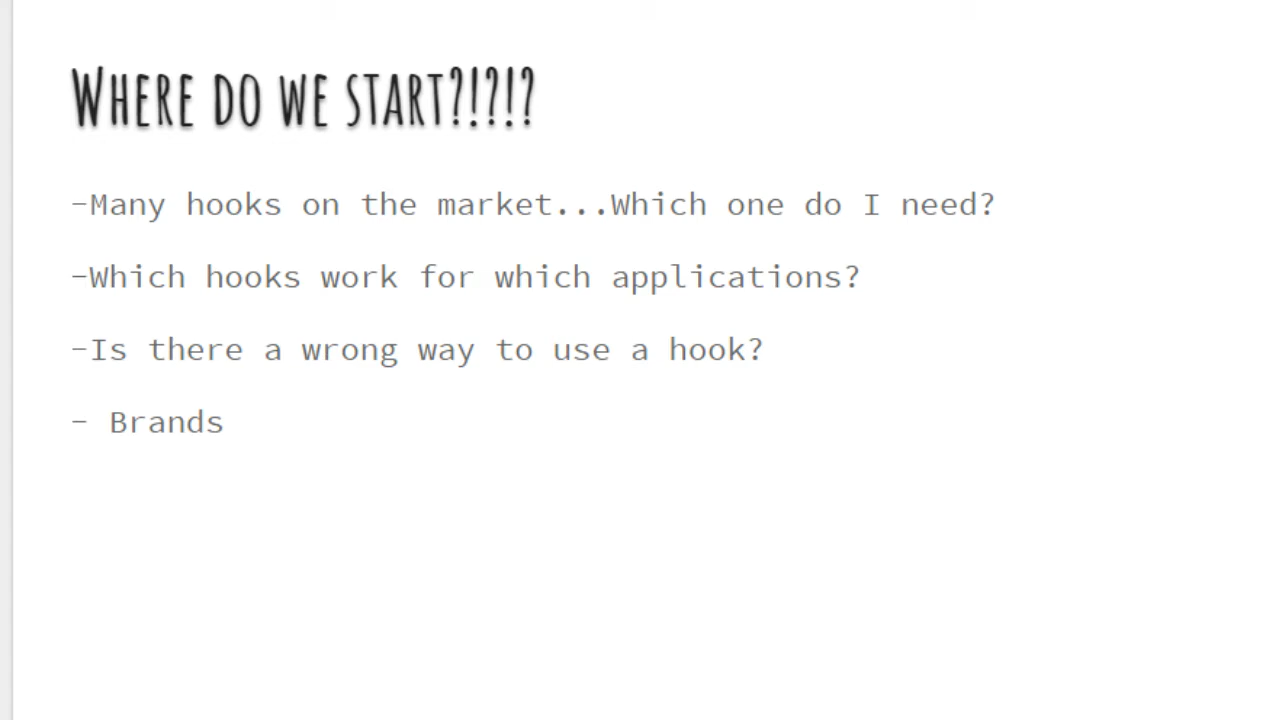 Where do we start?!?!?
-Many hooks on the market...Which one do I need?
-Which hooks work for which applications?
-Is there a wrong way to use a hook?
- Brands